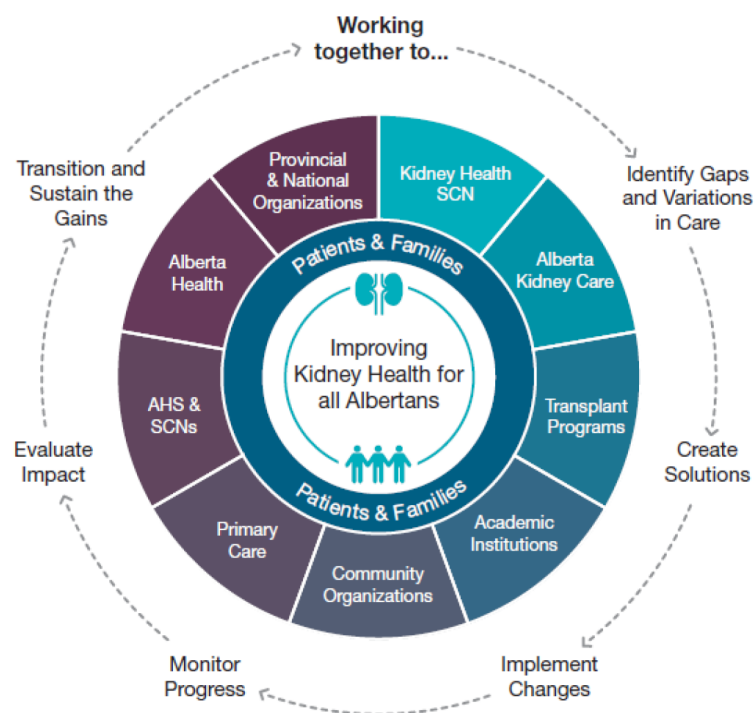 Working
together to...
Identify Gaps
and Variations
in Care
Create
Solutions
Implement
Changes
Monitor
Progress
Evaluate
Impact
Transition and
Sustain the
Gains
Kidney Health
SCN
Alberta
Kidney Care
Transplant
Programs
Academic
Institutions
Community
Organizations
Primary
Care
AHS &
SCNs
Alberta
Health
Provincial
& National
Organizations
Patients & Families
Improving
Kidney Health for
all Albertans
Patients & Families